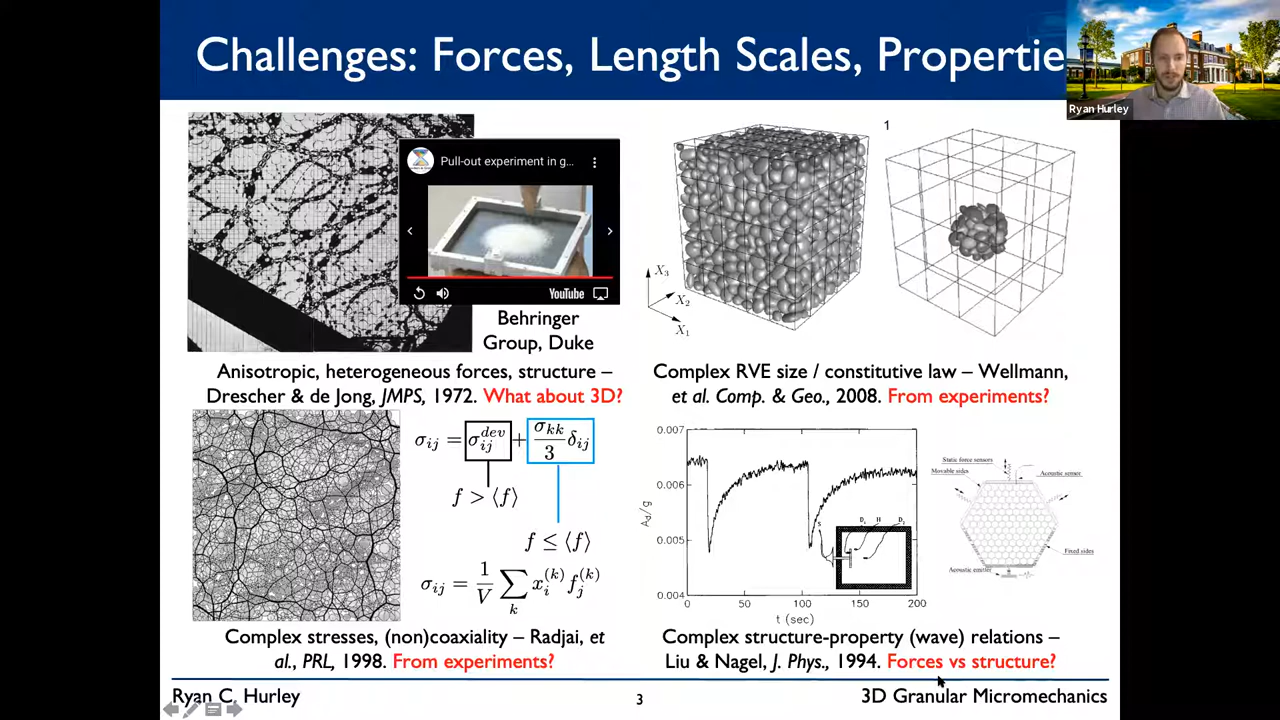 Challenges: Forces, Length Scales, Propertie
Ryan Hurley
Pull-out experiment in g...
YouTube
Behringer
Group, Duke
Anisotropic, heterogeneous forces, structure –
Drescher & de Jong, JMPS, 1972. What about 3D?
1
X₃
X₂
X₁
Complex RVE size / constitutive law – Wellmann,
et al. Comp. & Geo., 2008. From experiments?
σij = σij^dev + σkk/3 δij
f > ⟨f⟩
f ≤ ⟨f⟩
σij = 1/V ∑k xi^(k) fj^(k)
Complex stresses, (non)coaxiality – Radjai, et
al., PRL, 1998. From experiments?
0.007
0.006
0.005
0.004
Ad/g
0 50 100 150 200
t (sec)
S D₁ H D₂
Static force sensors
Movable sides
Acoustic sensor
Fixed sides
Acoustic emitter
Complex structure-property (wave) relations –
Liu & Nagel, J. Phys., 1994. Forces vs structure?
Ryan C. Hurley
3
3D Granular Micromechanics